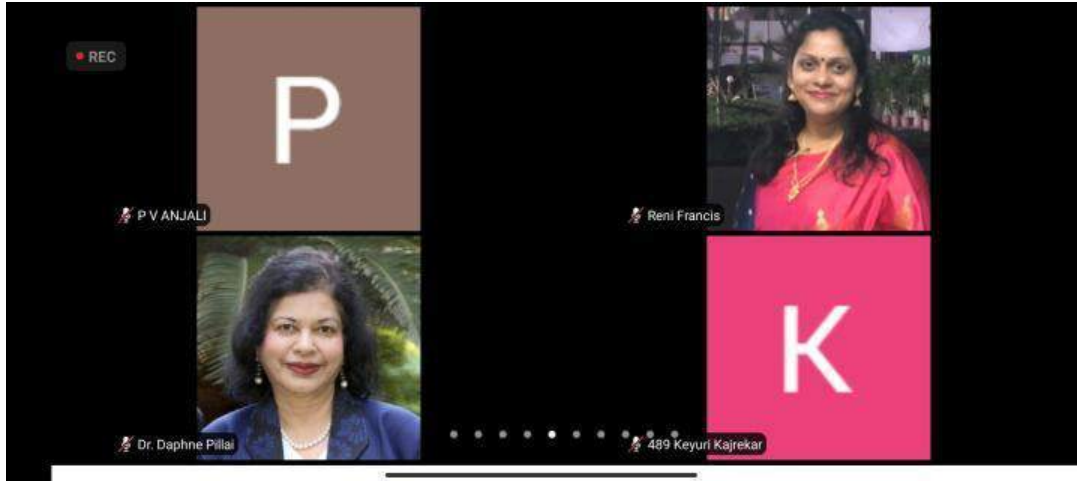 REC
P
P V ANJALI
Reni Francis
K
Dr. Daphne Pillai
489 Keyuri Kajrekar